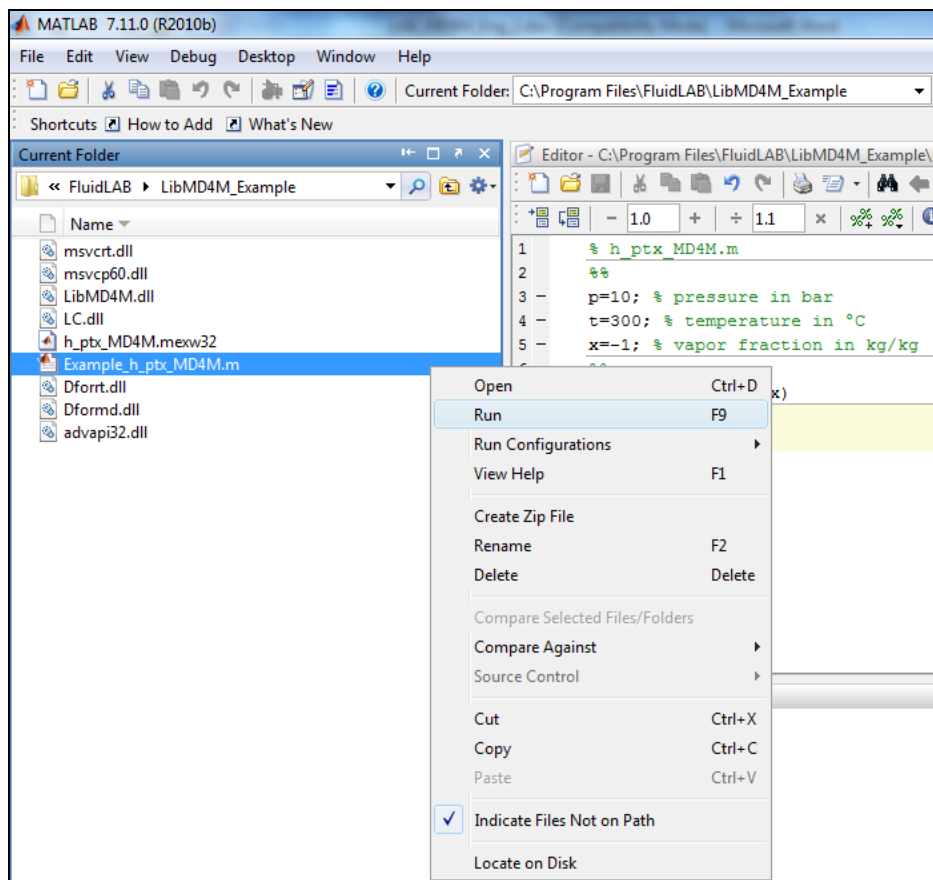 MATLAB 7.11.0 (R2010b)
File Edit View Debug Desktop Window Help
Current Folder: C:\Program Files\FluidLAB\LibMD4M_Example
Shortcuts How to Add What's New
Current Folder
« FluidLAB LibMD4M_Example
Name
msvcrt.dll
msvcp60.dll
LibMD4M.dll
LC.dll
h_ptx_MD4M.mexw32
Example_h_ptx_MD4M.m
Dforrt.dll
Dformd.dll
advapi32.dll
Editor - C:\Program Files\FluidLAB\LibMD4M_Example\
− 1.0 + ÷ 1.1 ×
1 % h_ptx_MD4M.m
2 %%
3 – p=10; % pressure in bar
4 – t=300; % temperature in °C
5 – x=-1; % vapor fraction in kg/kg
x)
Open Ctrl+D
Run F9
Run Configurations
View Help F1
Create Zip File
Rename F2
Delete Delete
Compare Selected Files/Folders
Compare Against
Source Control
Cut Ctrl+X
Copy Ctrl+C
Paste Ctrl+V
Indicate Files Not on Path
Locate on Disk